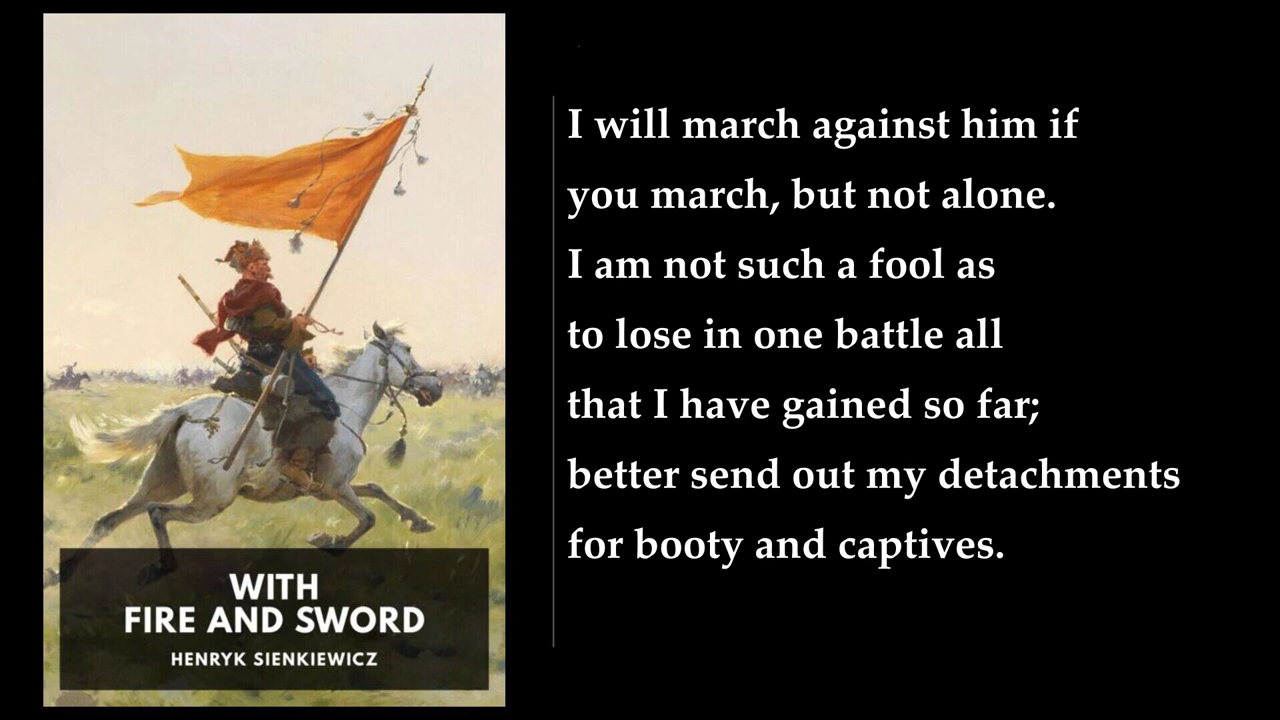 WITH
FIRE AND SWORD
HENRYK SIENKIEWICZ
I will march against him if
you march, but not alone.
I am not such a fool as
to lose in one battle all
that I have gained so far;
better send out my detachments
for booty and captives.